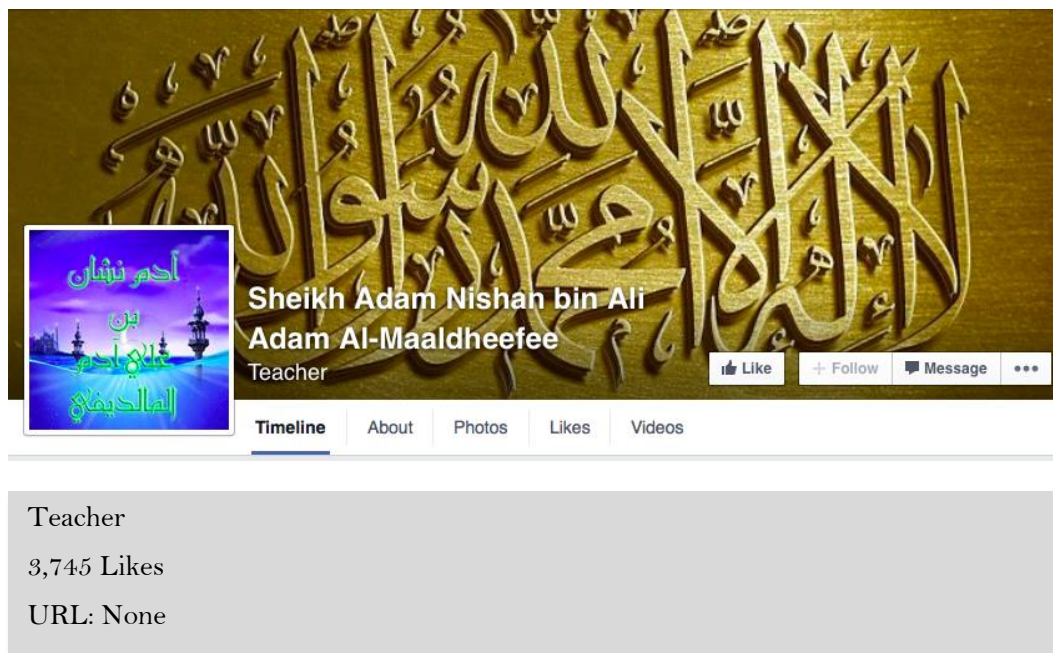 لا إله إلا الله محمد رسول الله
آدم نشان
بن
علي آدم
المالديفي
Sheikh Adam Nishan bin Ali
Adam Al-Maaldheefee
Teacher
Like + Follow Message
Timeline About Photos Likes Videos
Teacher
3,745 Likes
URL: None